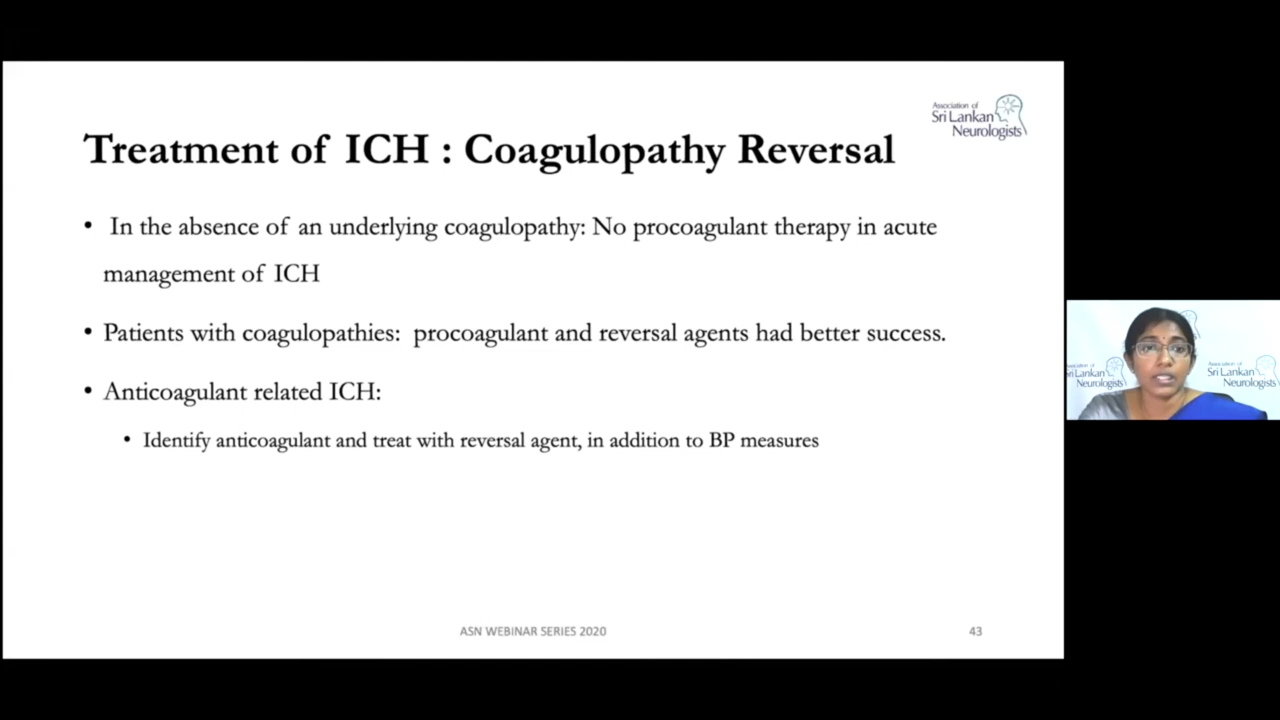 Association of
Sri Lankan
Neurologists
Treatment of ICH : Coagulopathy Reversal
• In the absence of an underlying coagulopathy: No procoagulant therapy in acute
management of ICH
• Patients with coagulopathies: procoagulant and reversal agents had better success.
• Anticoagulant related ICH:
• Identify anticoagulant and treat with reversal agent, in addition to BP measures
ASN WEBINAR SERIES 2020
43
Sri Lankan
Neurologists
Association of
Sri Lankan
Neurologists